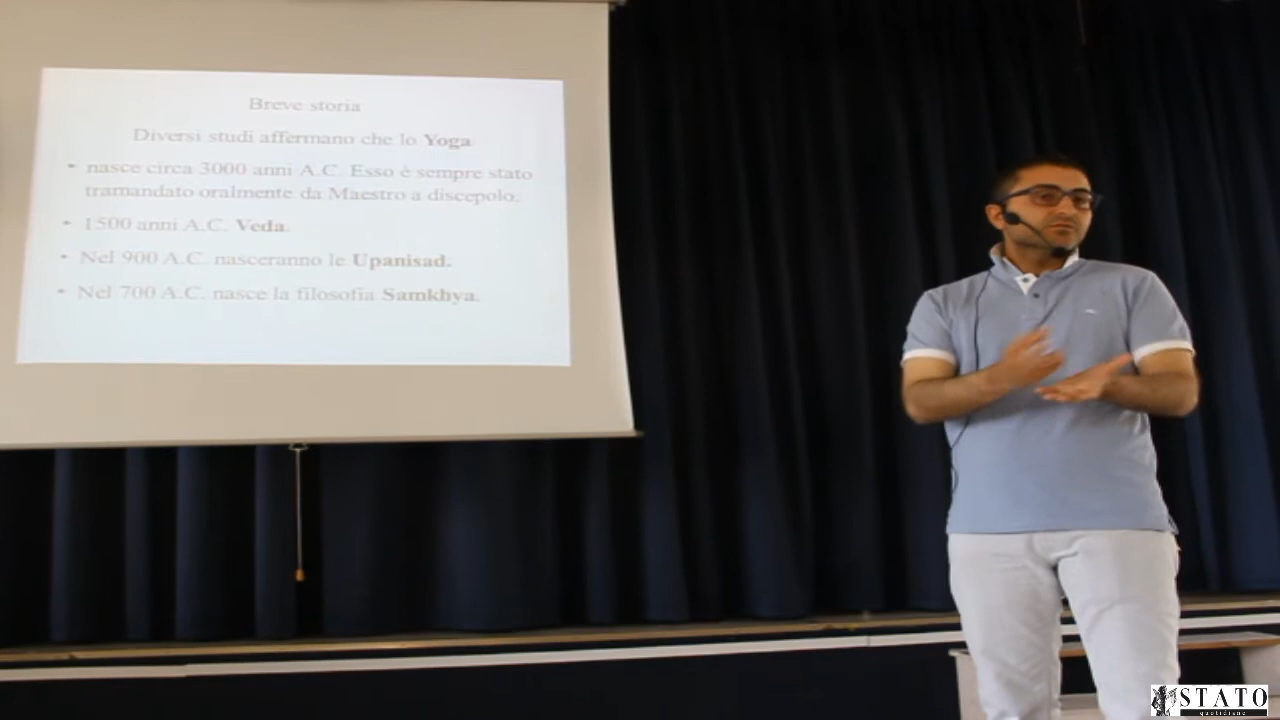 Breve storia
Diversi studi affermano che lo Yoga
• nasce circa 3000 anni A.C. Esso è sempre stato
tramandato oralmente da Maestro a discepolo.
• 1500 anni A.C. Veda.
• Nel 900 A.C. nasceranno le Upanisad.
• Nel 700 A.C. nasce la filosofia Samkhya.
STATO
quotidiano